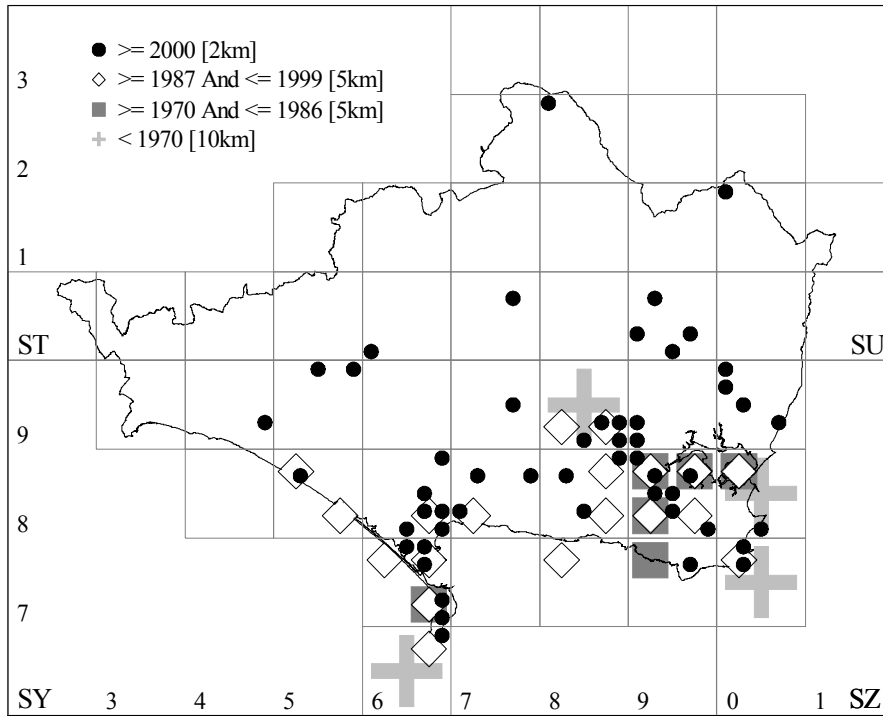 >= 2000 [2km]
>= 1987 And <= 1999 [5km]
>= 1970 And <= 1986 [5km]
< 1970 [10km]
3
2
1
ST
SU
9
8
7
SY 3 4 5 6 7 8 9 0 1 SZ